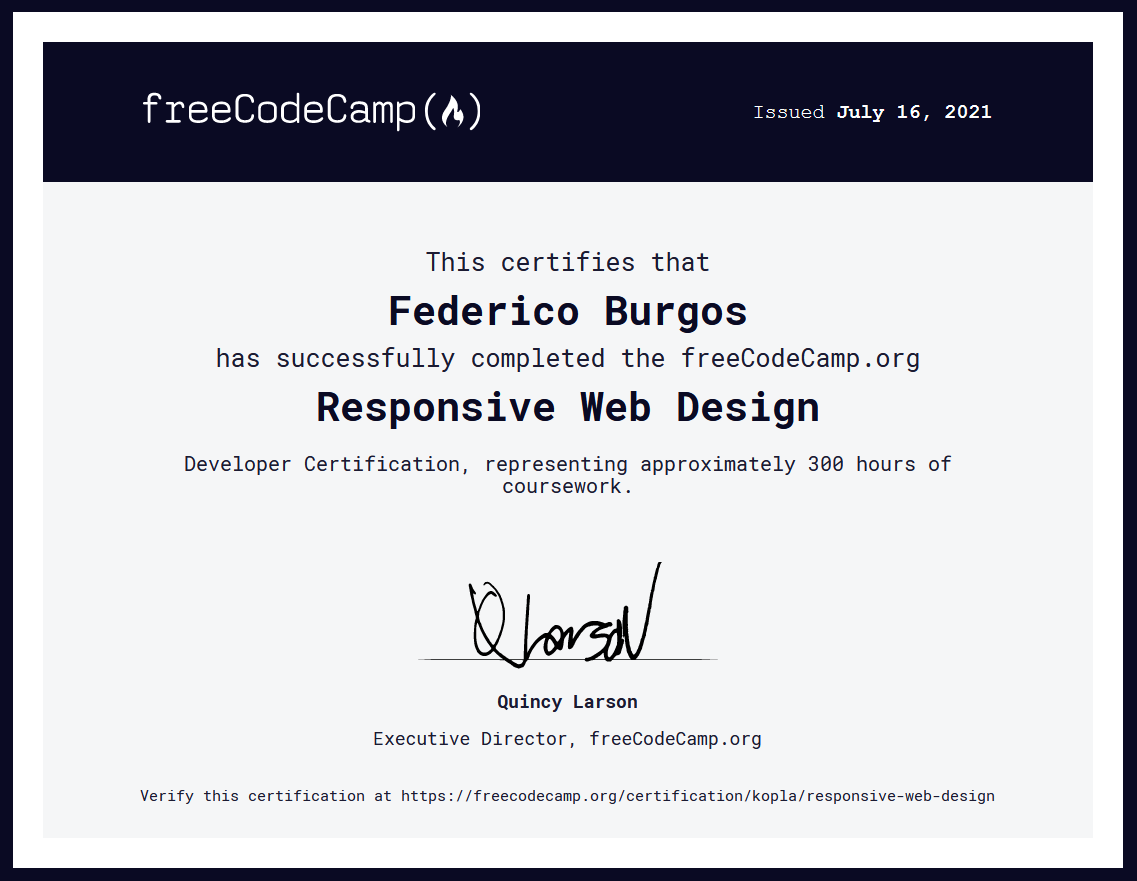 freeCodeCamp
Issued July 16, 2021
This certifies that
Federico Burgos
has successfully completed the freeCodeCamp.org
Responsive Web Design
Developer Certification, representing approximately 300 hours of
coursework.
Q Larson
Quincy Larson
Executive Director, freeCodeCamp.org
Verify this certification at https://freecodecamp.org/certification/kopla/responsive-web-design